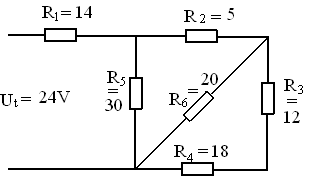 R₁=14
R₂=5
R₅
=
30
R₆=20
R₃
=
12
Uₜ= 24V
R₄=18